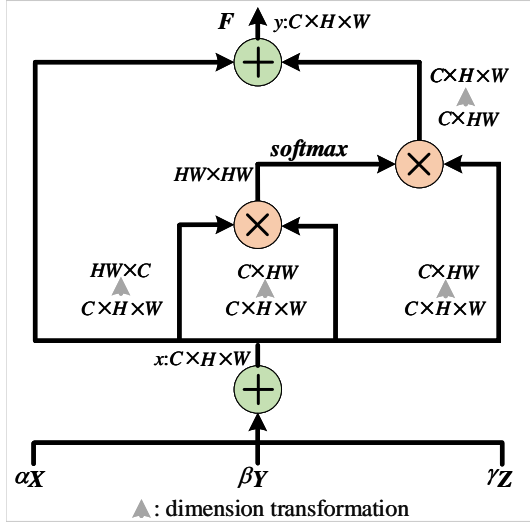 F y:C×H×W
C×H×W
C×HW
softmax
HW×HW
HW×C C×HW C×HW
C×H×W C×H×W C×H×W
x:C×H×W
αX βY γZ
: dimension transformation